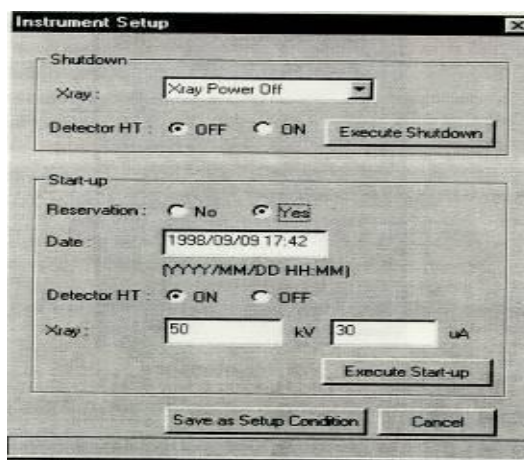 Instrument Setup
Shutdown
Xray : Xray Power Off
Detector HT : OFF ON Execute Shutdown
Start-up
Reservation : No Yes
Date : 1998/09/09 17:42
(YYYY/MM/DD HH:MM)
Detector HT : ON OFF
Xray : 50 kV 30 uA
Execute Start-up
Save as Setup Condition Cancel